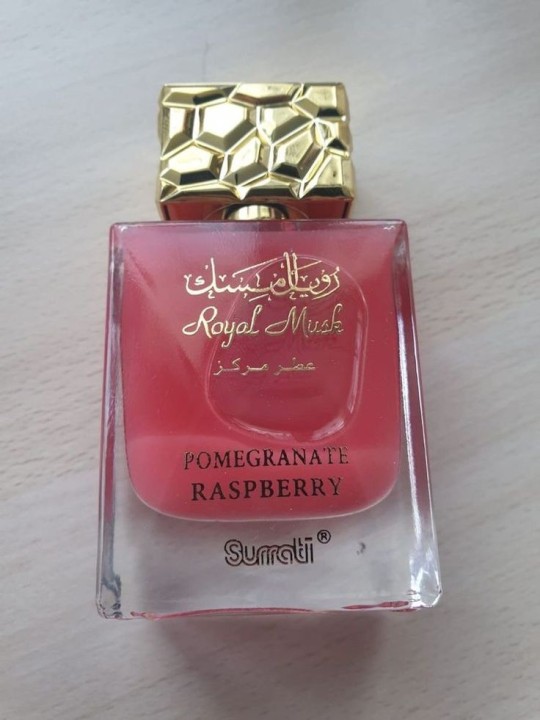 رويال مسك
Royal Musk
عطر مركز
POMEGRANATE
RASPBERRY
Surrati®